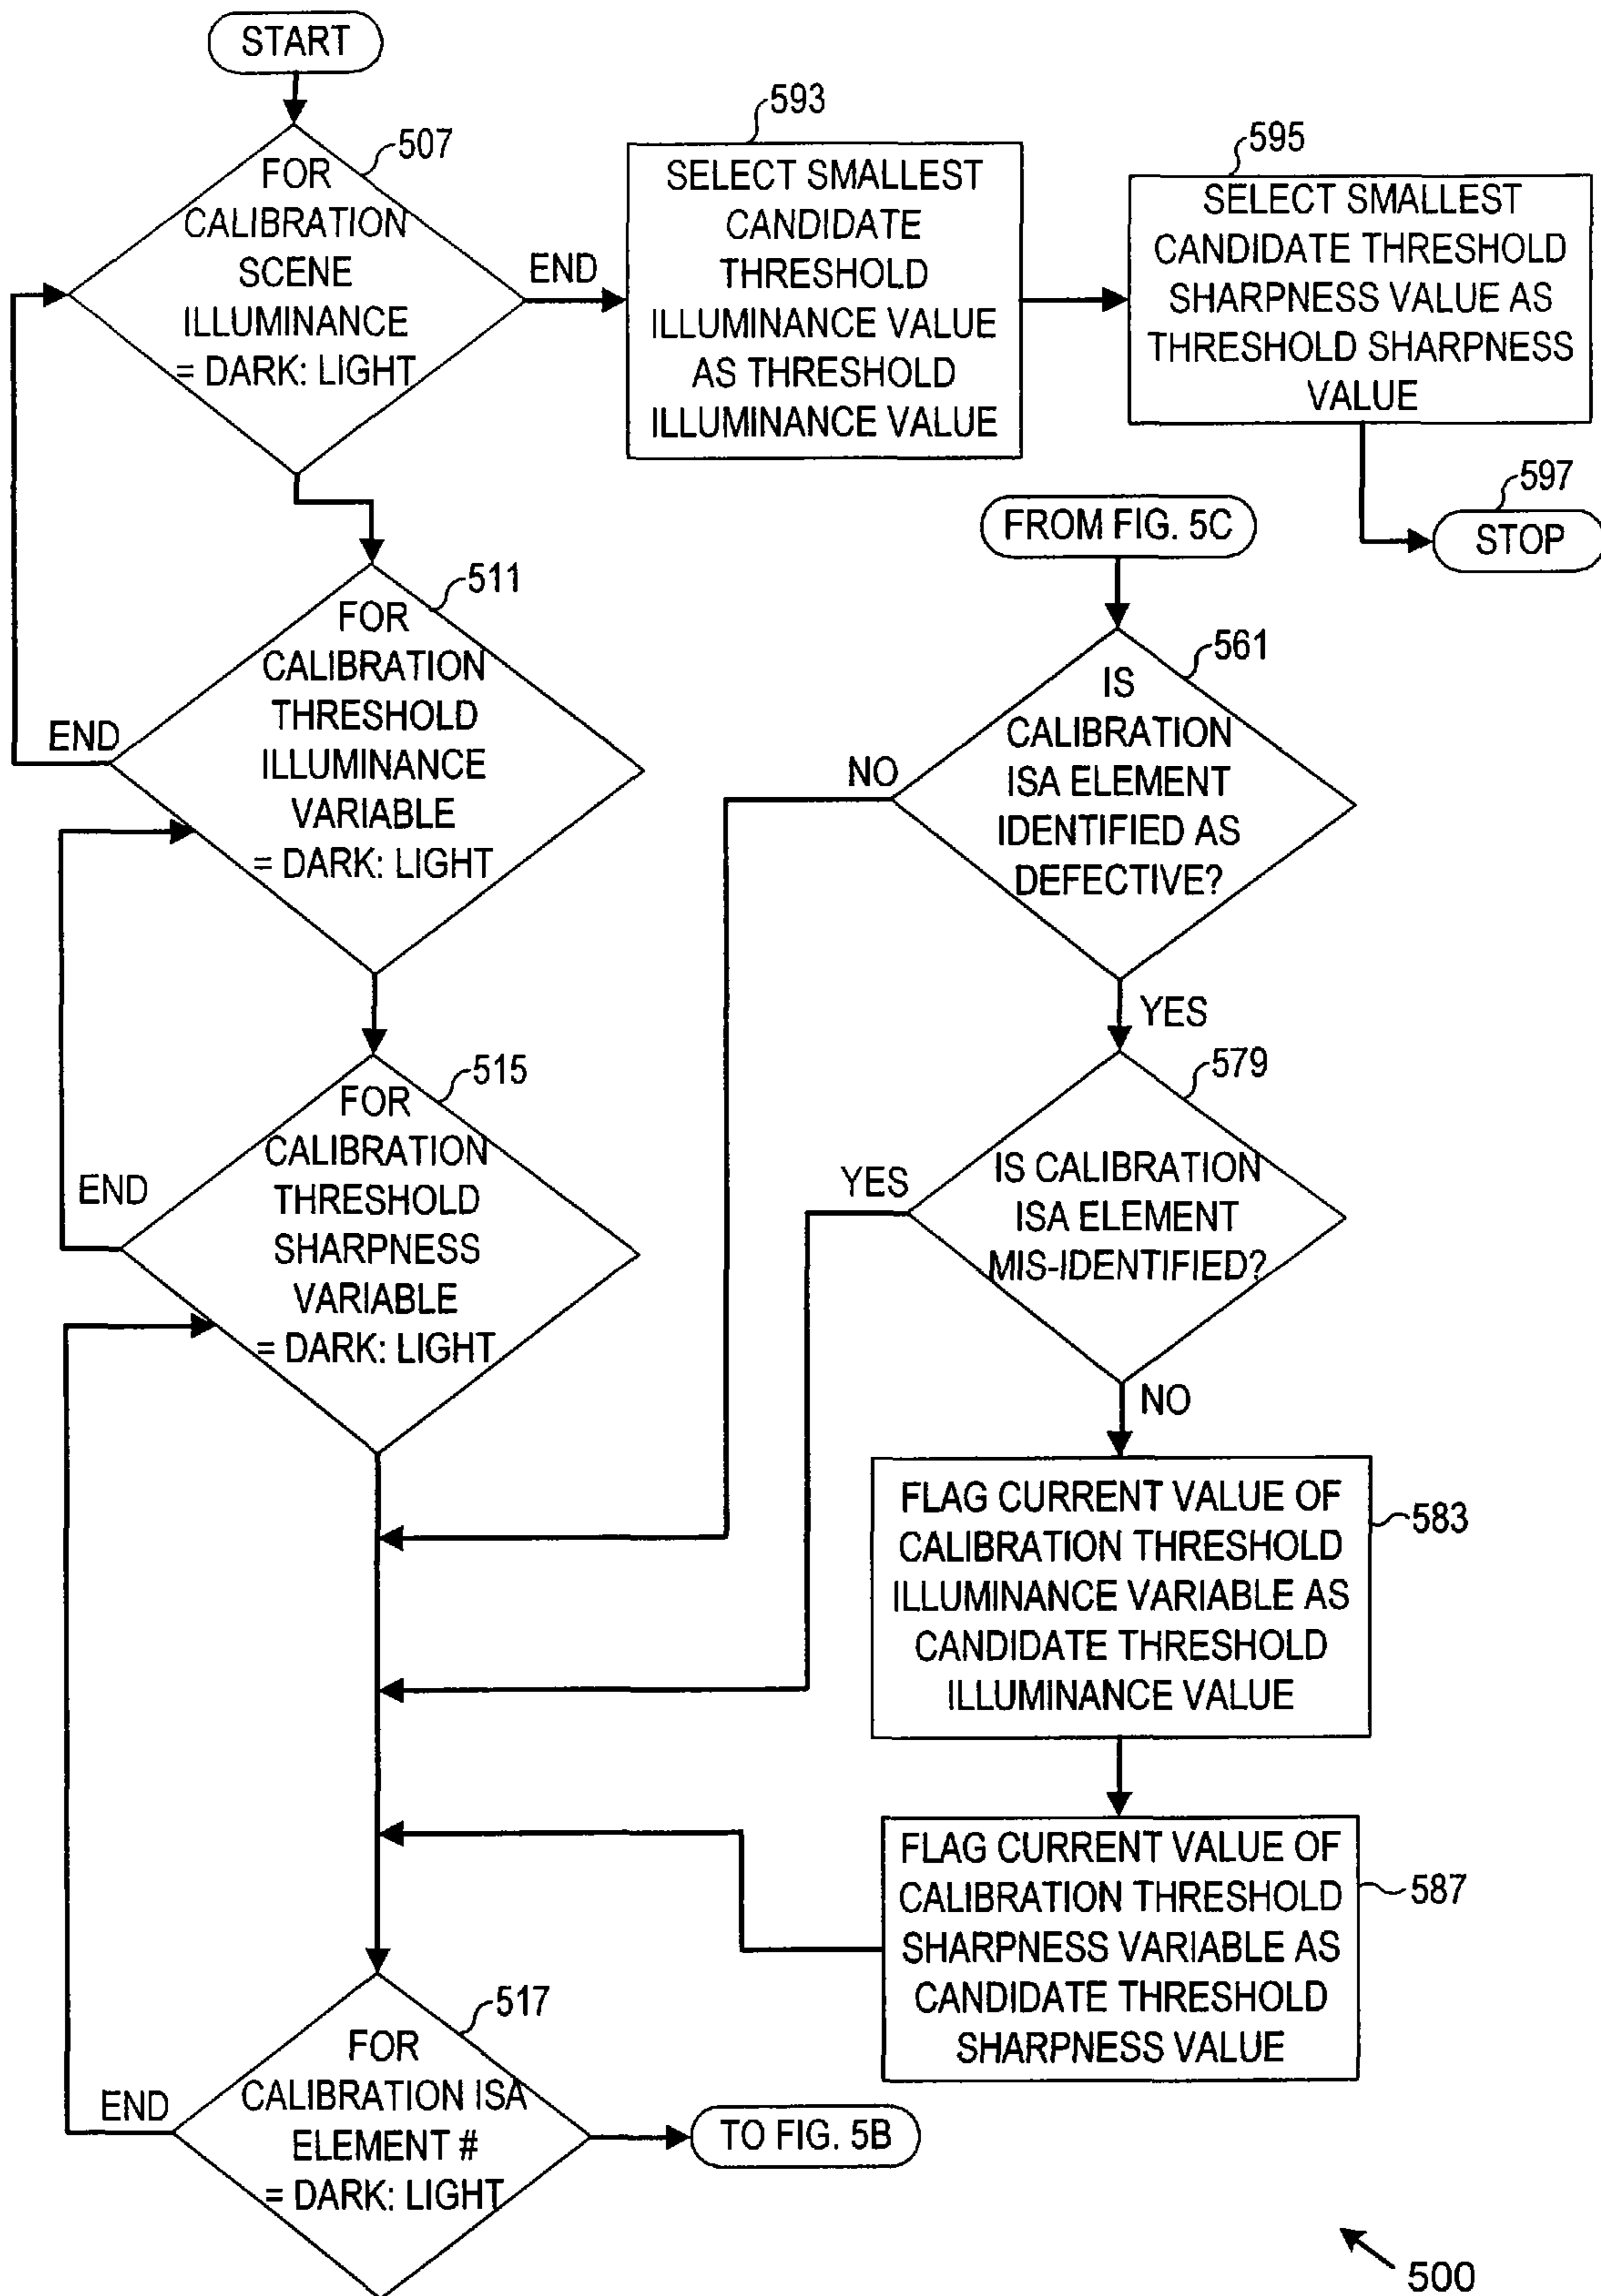 START
507
FOR
CALIBRATION
SCENE
ILLUMINANCE
= DARK: LIGHT
END
593
SELECT SMALLEST
CANDIDATE
THRESHOLD
ILLUMINANCE VALUE
AS THRESHOLD
ILLUMINANCE VALUE
595
SELECT SMALLEST
CANDIDATE THRESHOLD
SHARPNESS VALUE AS
THRESHOLD SHARPNESS
VALUE
597
STOP
511
FOR
CALIBRATION
THRESHOLD
ILLUMINANCE
VARIABLE
= DARK: LIGHT
END
515
FOR
CALIBRATION
THRESHOLD
SHARPNESS
VARIABLE
= DARK: LIGHT
END
517
FOR
CALIBRATION ISA
ELEMENT #
= DARK: LIGHT
END
TO FIG. 5B
FROM FIG. 5C
561
IS
CALIBRATION
ISA ELEMENT
IDENTIFIED AS
DEFECTIVE?
NO
YES
579
IS CALIBRATION
ISA ELEMENT
MIS-IDENTIFIED?
YES
NO
583
FLAG CURRENT VALUE OF
CALIBRATION THRESHOLD
ILLUMINANCE VARIABLE AS
CANDIDATE THRESHOLD
ILLUMINANCE VALUE
587
FLAG CURRENT VALUE OF
CALIBRATION THRESHOLD
SHARPNESS VARIABLE AS
CANDIDATE THRESHOLD
SHARPNESS VALUE
500